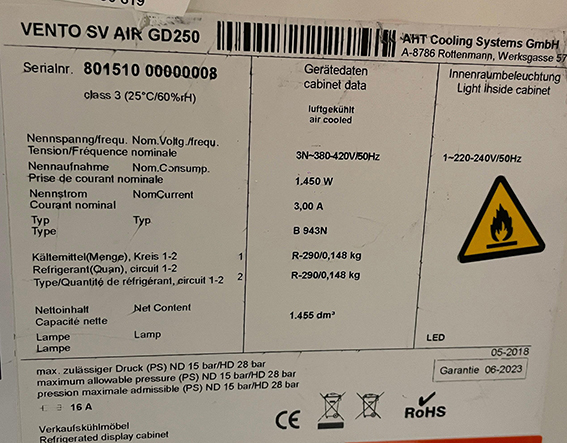 VENTO SV AIR GD250
AHT Cooling Systems GmbH
A-8786 Rottenmann, Werksgasse 57
Serialnr. 801510 00000008
class 3 (25°C/60%rH)
Gerätedaten
cabinet data
Innenraumbeleuchtung
Light inside cabinet
luftgekühlt
air cooled
Nennspanng/frequ. Nom.Voltg./frequ.
Tension/Fréquence nominale
3N~380-420V/50Hz
1~220-240V/50Hz
Nennaufnahme Nom.Consump.
Prise de courant nominale
1.450 W
Nennstrom NomCurrent
Courant nominal
3,00 A
Typ Typ
Type
B 943N
Kältemittel(Menge), Kreis 1-2 1 R-290/0,148 kg
Refrigerant(Quan), circuit 1-2
Type/Quantité de réfrigérant, circuit 1-2 2 R-290/0,148 kg
Nettoinhalt Net Content
Capacité nette
1.455 dm³
Lampe Lamp
Lampe
LED
05-2018
Garantie 06-2023
max. zulässiger Druck (PS) ND 15 bar/HD 28 bar
maximum allowable pressure (PS) ND 15 bar/HD 28 bar
pression maximale admissible (PS) ND 15 bar/HD 28 bar
16 A
CE
RoHS
Verkaufskühlmöbel
Refrigerated display cabinet